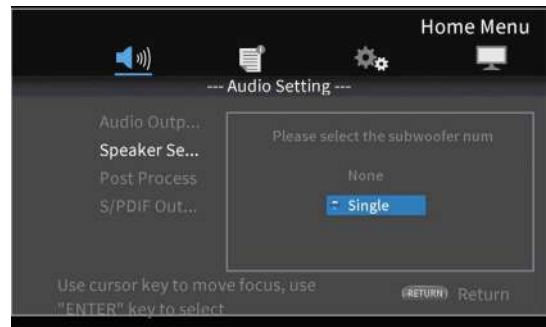 Home Menu
--- Audio Setting ---
Audio Outp...
Speaker Se...
Post Process
S/PDIF Out...
Please select the subwoofer num
None
Single
Use cursor key to move focus, use
"ENTER" key to select
RETURN Return